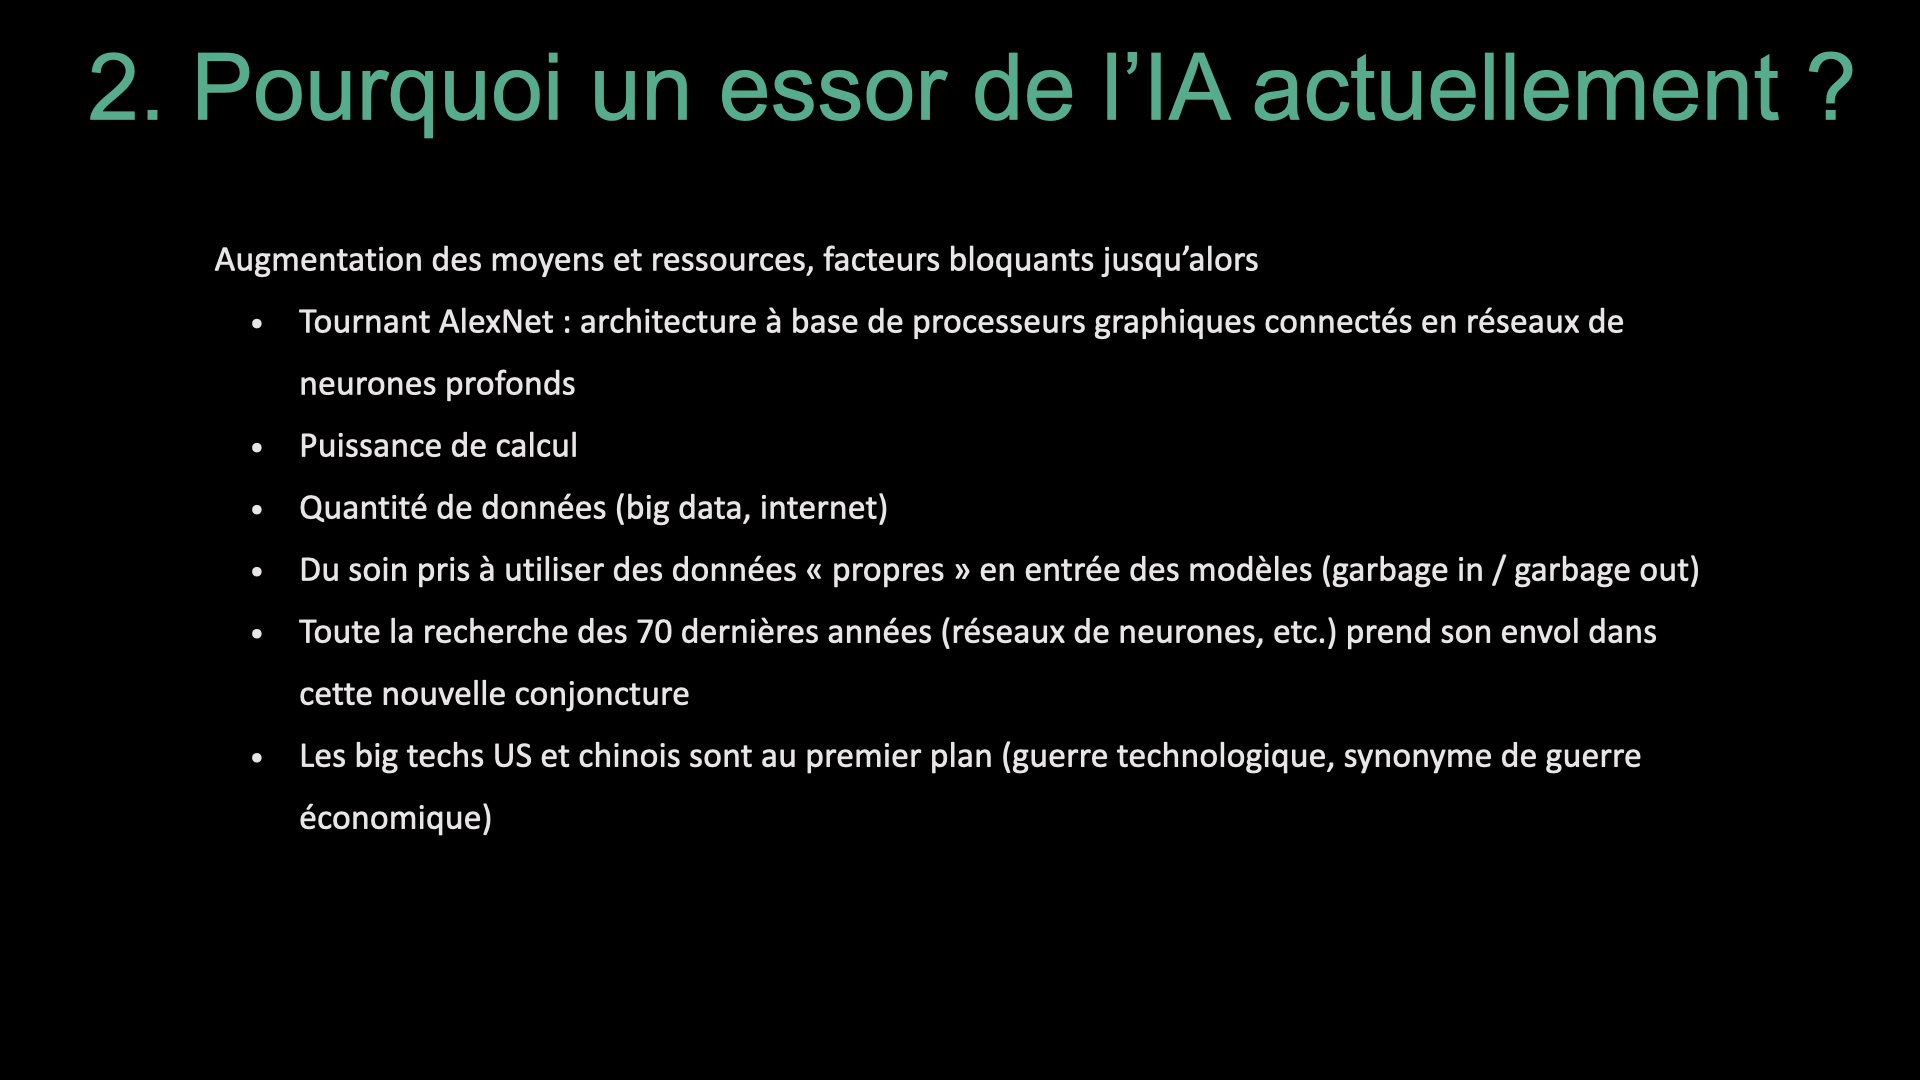 2. Pourquoi un essor de l’IA actuellement ?
Augmentation des moyens et ressources, facteurs bloquants jusqu’alors
• Tournant AlexNet : architecture à base de processeurs graphiques connectés en réseaux de
neurones profonds
• Puissance de calcul
• Quantité de données (big data, internet)
• Du soin pris à utiliser des données « propres » en entrée des modèles (garbage in / garbage out)
• Toute la recherche des 70 dernières années (réseaux de neurones, etc.) prend son envol dans
cette nouvelle conjoncture
• Les big techs US et chinois sont au premier plan (guerre technologique, synonyme de guerre
économique)